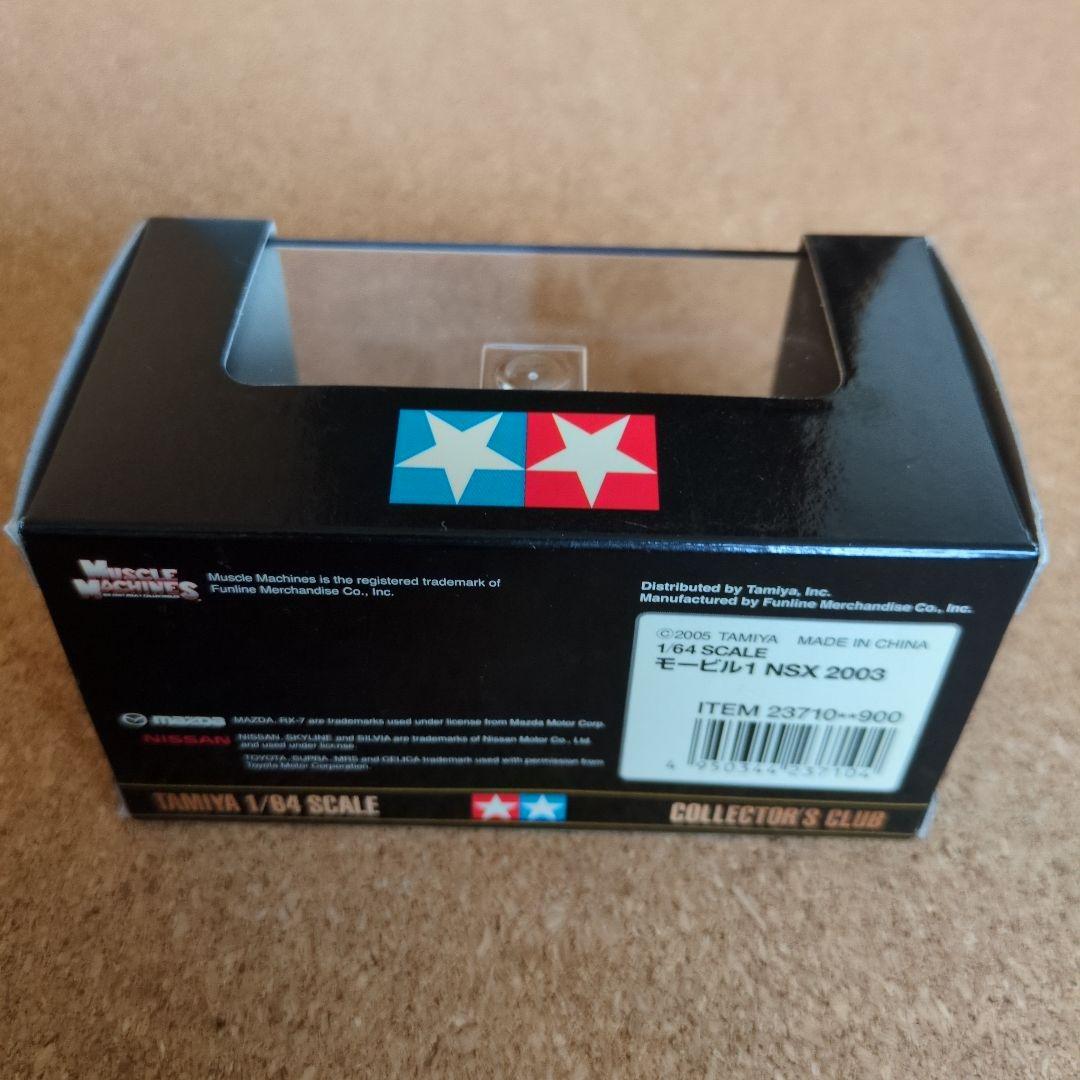 MUSCLE
MACHINES
Muscle Machines is the registered trademark of
Funline Merchandise Co., Inc.
Distributed by Tamiya, Inc.
Manufactured by Funline Merchandise Co., Inc.
©2005 TAMIYA MADE IN CHINA
1/64 SCALE
モービル1 NSX 2003
ITEM 23710**900
4 950344 237104
mazda MAZDA, RX-7 are trademarks used under license from Mazda Motor Corp.
NISSAN NISSAN, SKYLINE and SILVIA are trademarks of Nissan Motor Co., Ltd.
and used under license
TOYOTA, SUPRA, MRS and CELICA trademark used with permission from
Toyota Motor Corporation.
TAMIYA 1/64 SCALE COLLECTOR'S CLUB